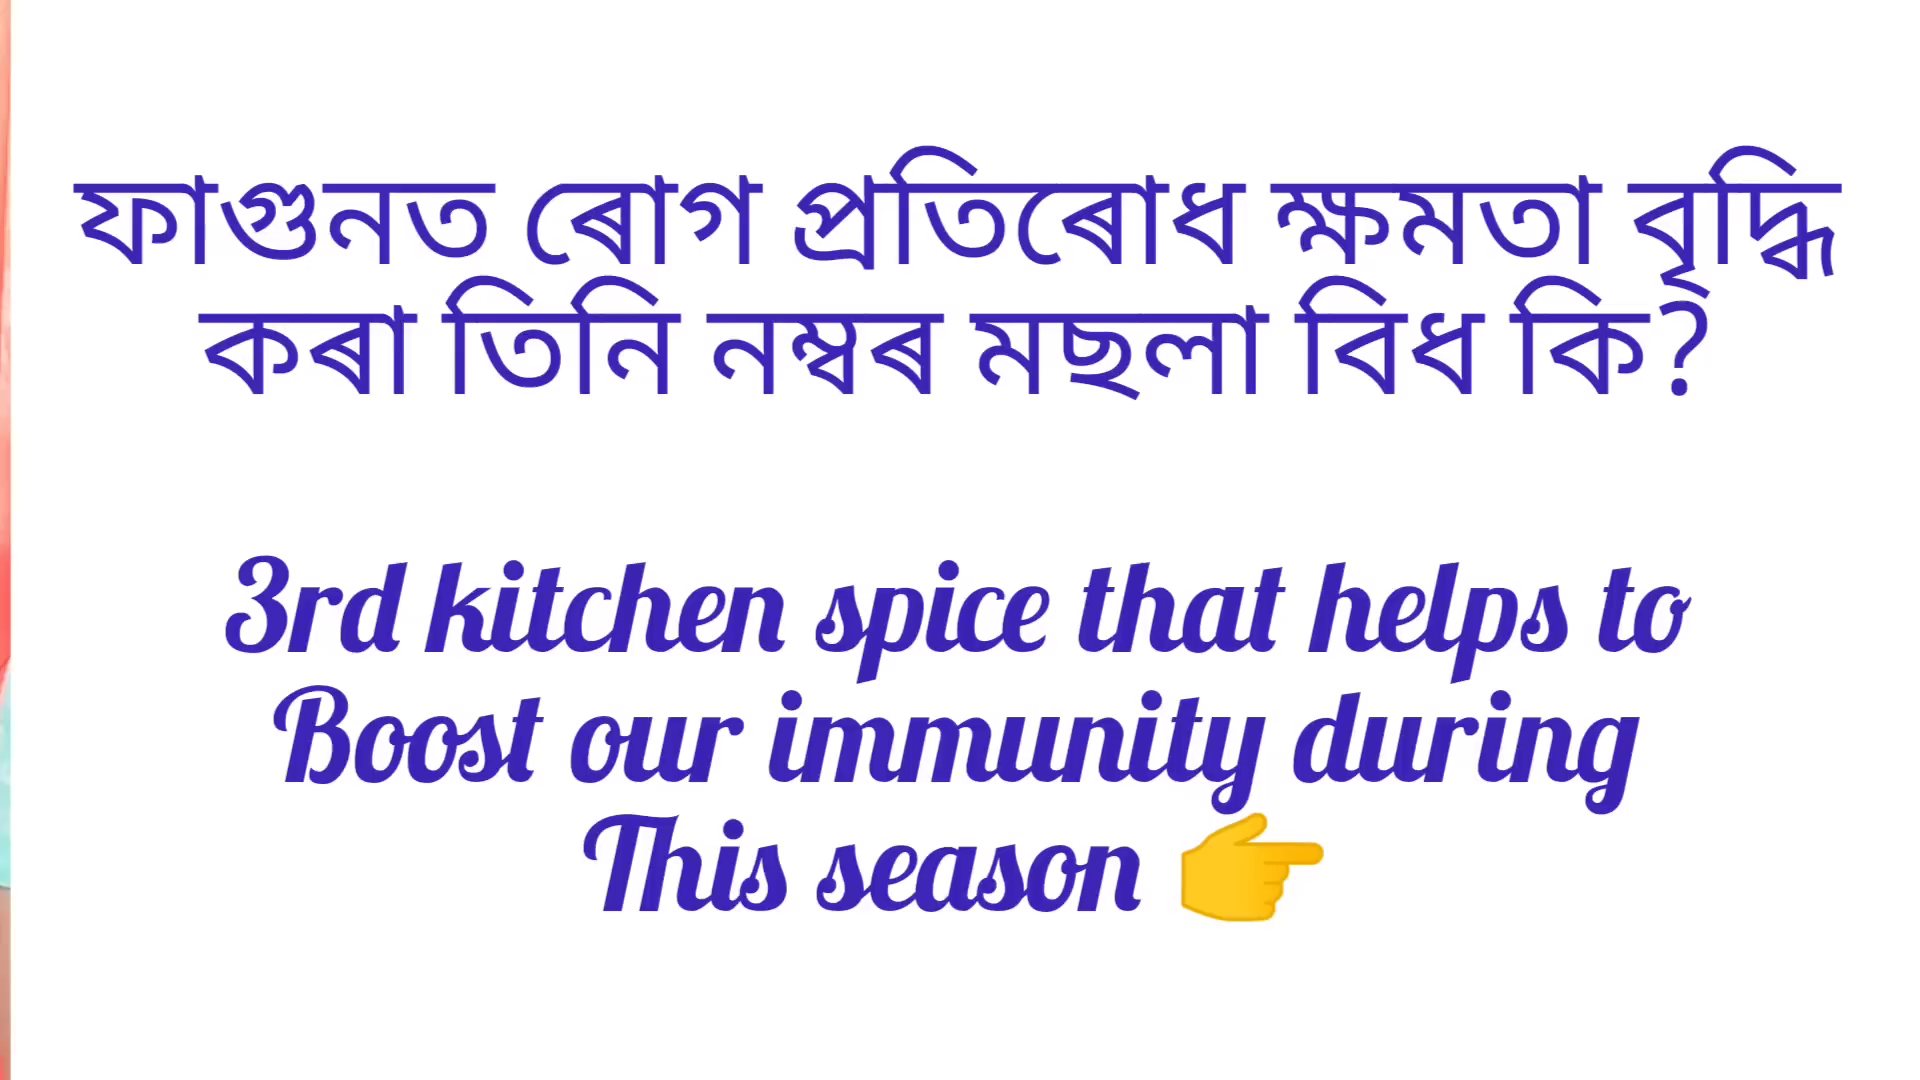 ফাগুনত ৰোগ প্ৰতিৰোধ ক্ষমতা বৃদ্ধি
কৰা তিনি নম্বৰ মছলা বিধ কি?
3rd kitchen spice that helps to
Boost our immunity during
This season 👉